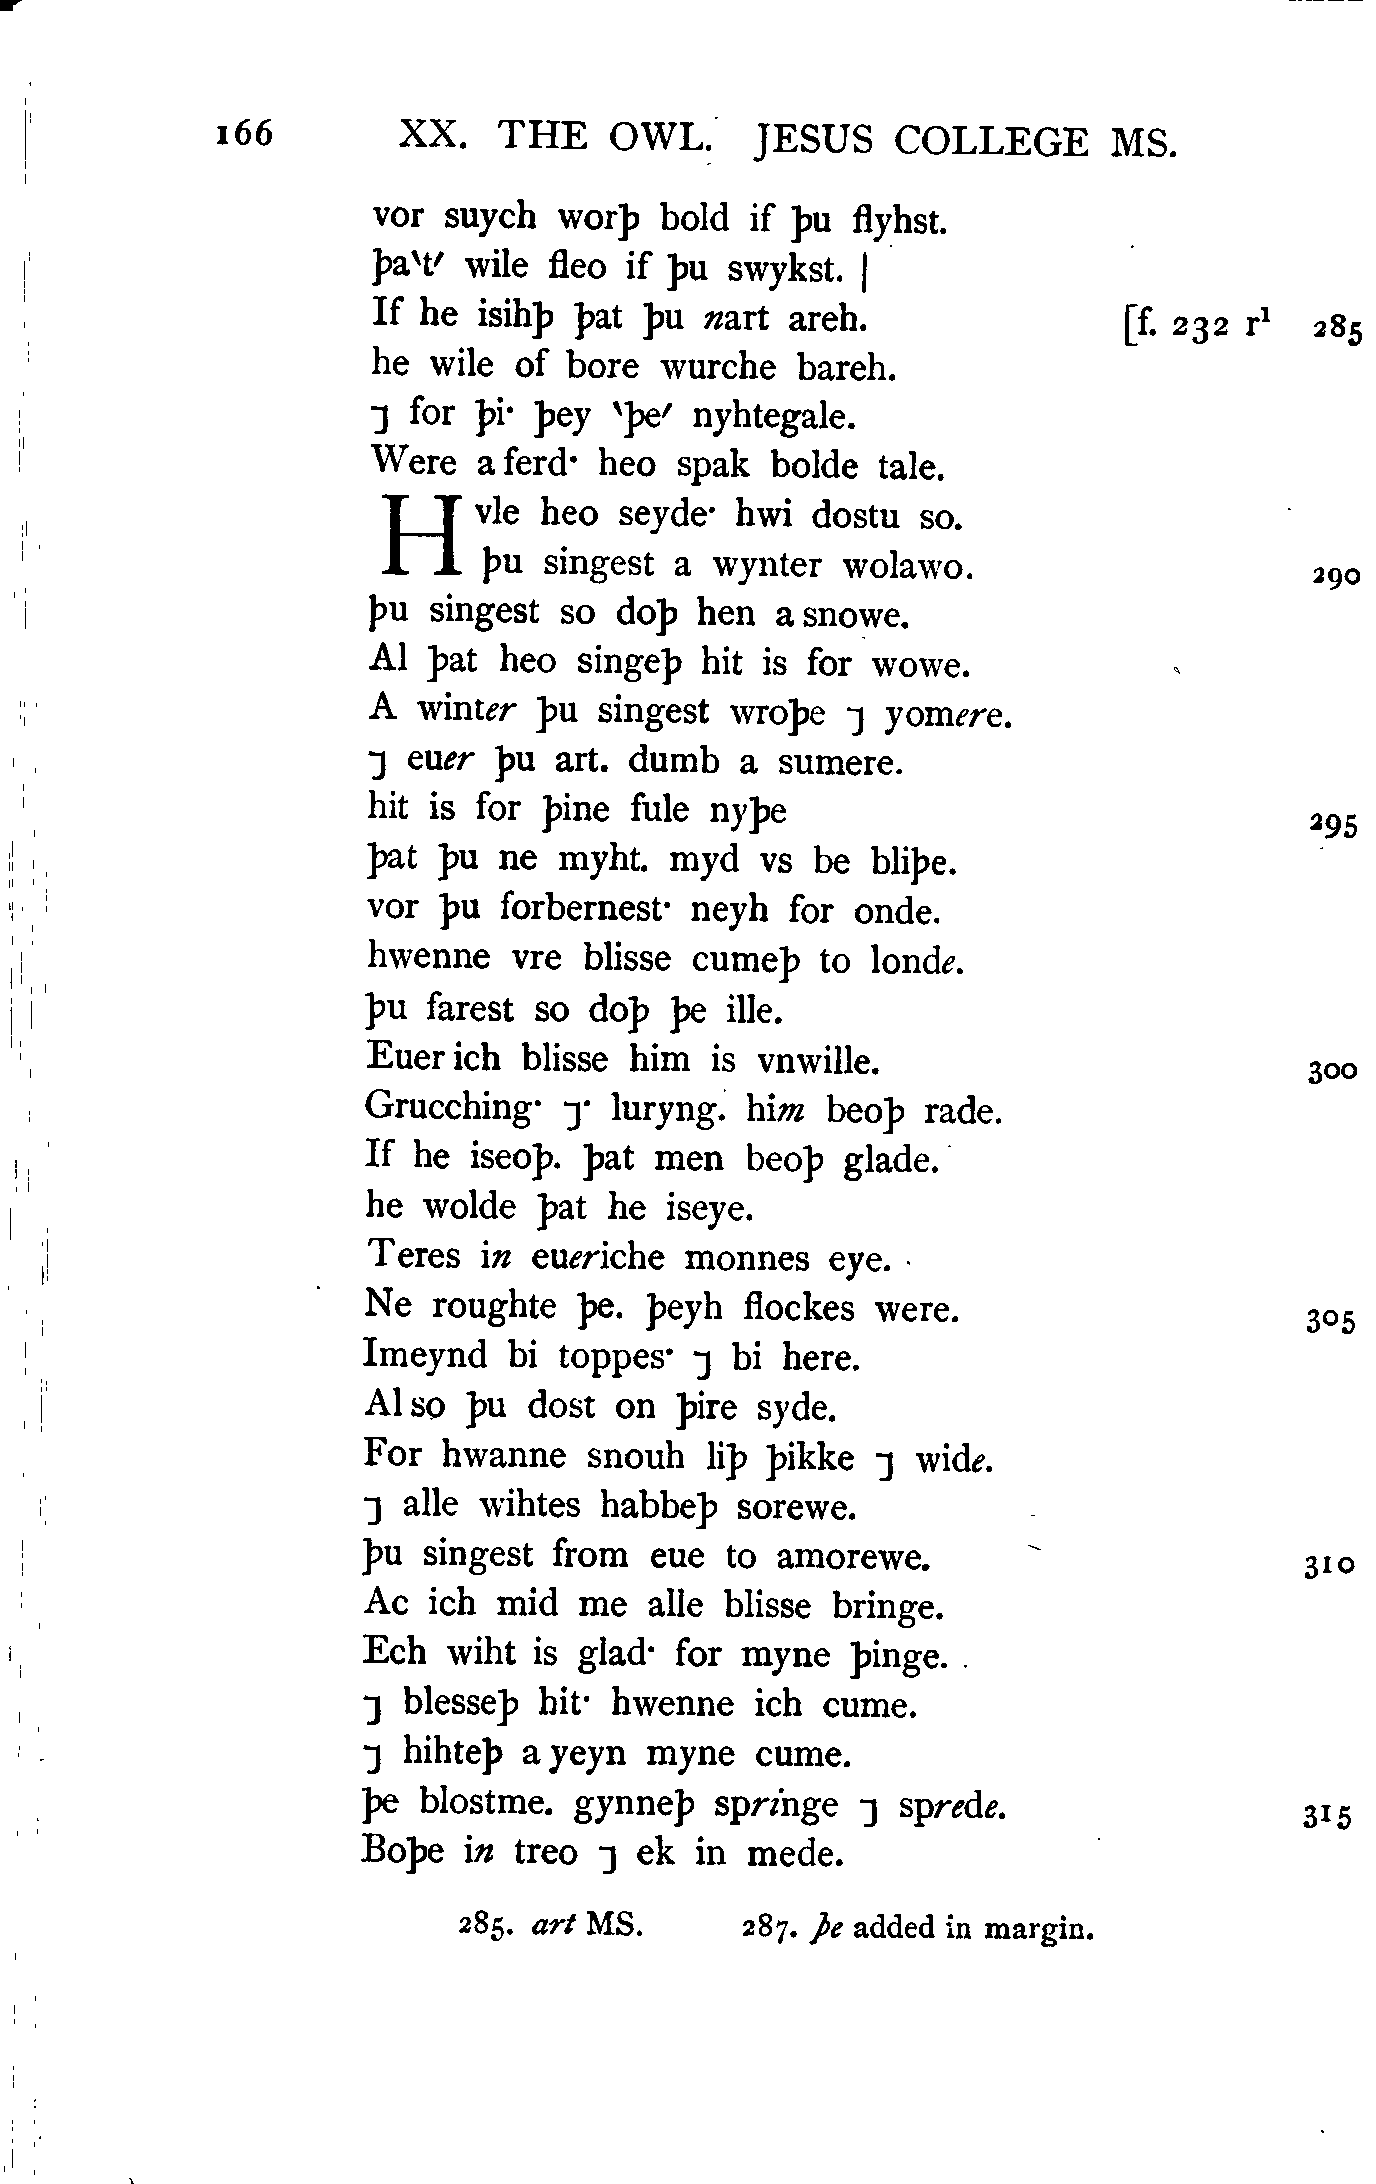 166 XX. THE OWL. JESUS COLLEGE MS.
vor suych worþ bold if þu flyhst.
þa‵t′ wile fleo if þu swykst. |
If he isihþ þat þu nart areh. [f. 232 r¹ 285
he wile of bore wurche bareh.
⁊ for þi· þey ‵þe′ nyhtegale.
Were a ferd· heo spak bolde tale.
Hvle heo seyde· hwi dostu so.
þu singest a wynter wolawo. 290
þu singest so doþ hen a snowe.
Al þat heo singeþ hit is for wowe.
A winter þu singest wroþe ⁊ yomere.
⁊ euer þu art. dumb a sumere.
hit is for þine fule nyþe 295
þat þu ne myht. myd vs be bliþe.
vor þu forbernest· neyh for onde.
hwenne vre blisse cumeþ to londe.
þu farest so doþ þe ille.
Euer ich blisse him is vnwille. 300
Grucching· ⁊· luryng. him beoþ rade.
If he iseoþ. þat men beoþ glade.
he wolde þat he iseye.
Teres in eueriche monnes eye.
Ne roughte þe. þeyh flockes were. 305
Imeynd bi toppes· ⁊ bi here.
Al so þu dost on þire syde.
For hwanne snouh liþ þikke ⁊ wide.
⁊ alle wihtes habbeþ sorewe.
þu singest from eue to amorewe. 310
Ac ich mid me alle blisse bringe.
Ech wiht is glad· for myne þinge.
⁊ blesseþ hit· hwenne ich cume.
⁊ hihteþ a yeyn myne cume.
þe blostme. gynneþ springe ⁊ sprede. 315
Boþe in treo ⁊ ek in mede.
285. art MS. 287. þe added in margin.